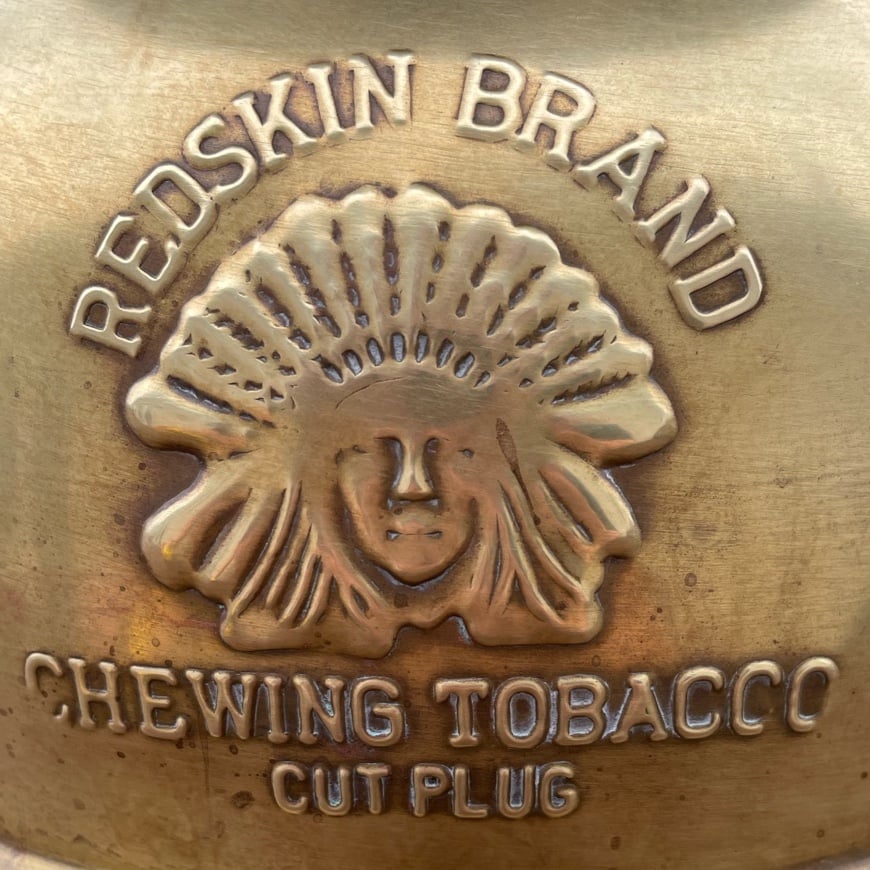 REDSKIN BRAND
CHEWING TOBACCO
CUT PLUG